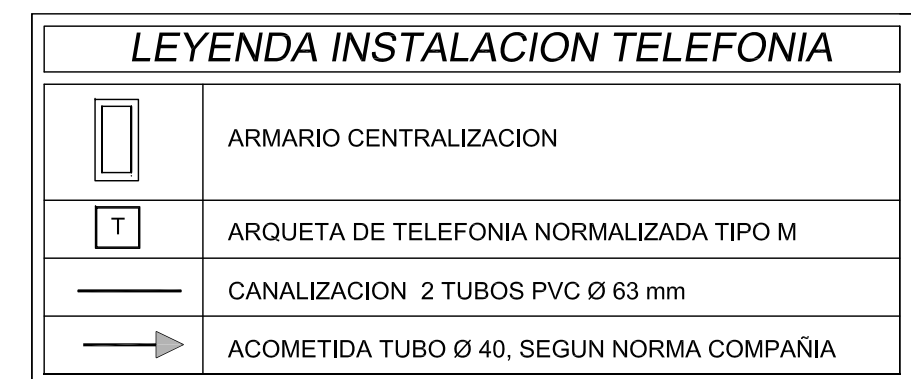 LEYENDA INSTALACION TELEFONIA
ARMARIO CENTRALIZACION
T
ARQUETA DE TELEFONIA NORMALIZADA TIPO M
CANALIZACION 2 TUBOS PVC Ø 63 mm
ACOMETIDA TUBO Ø 40, SEGUN NORMA COMPAÑIA